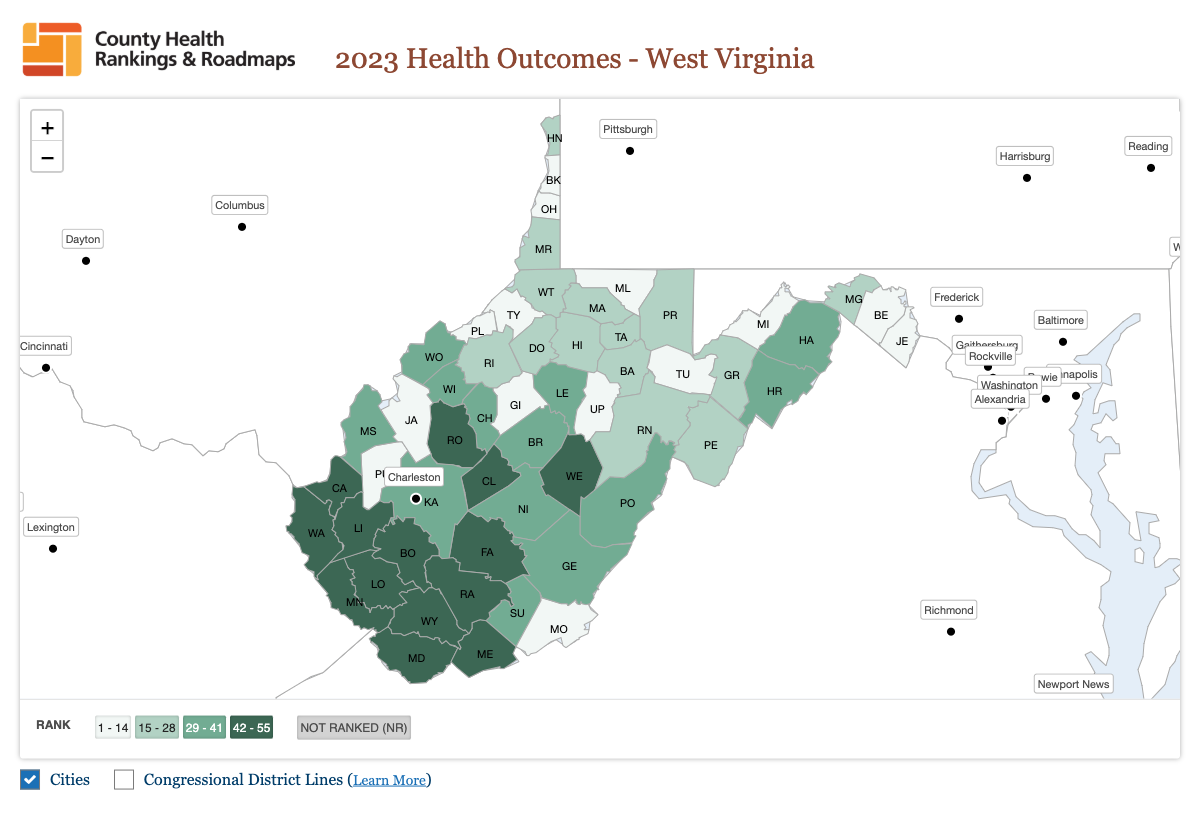 County Health
Rankings & Roadmaps
2023 Health Outcomes - West Virginia
+
−
Pittsburgh
Harrisburg
Reading
Columbus
Dayton
Cincinnati
Lexington
Frederick
Baltimore
Gaithersburg
Rockville
Washington
Alexandria
Richmond
Newport News
Charleston
HN
BK
OH
MR
WT
ML
MA
PR
TY
PL
DO
HI
TA
MI
MG
BE
JE
HA
WO
RI
BA
TU
GR
HR
WI
LE
GI
UP
JA
CH
MS
RO
BR
RN
PE
CA
CL
WE
KA
NI
PO
WA
LI
BO
FA
GE
LO
MN
RA
WY
SU
MO
MD
ME
RANK
1 - 14
15 - 28
29 - 41
42 - 55
NOT RANKED (NR)
Cities
Congressional District Lines (Learn More)